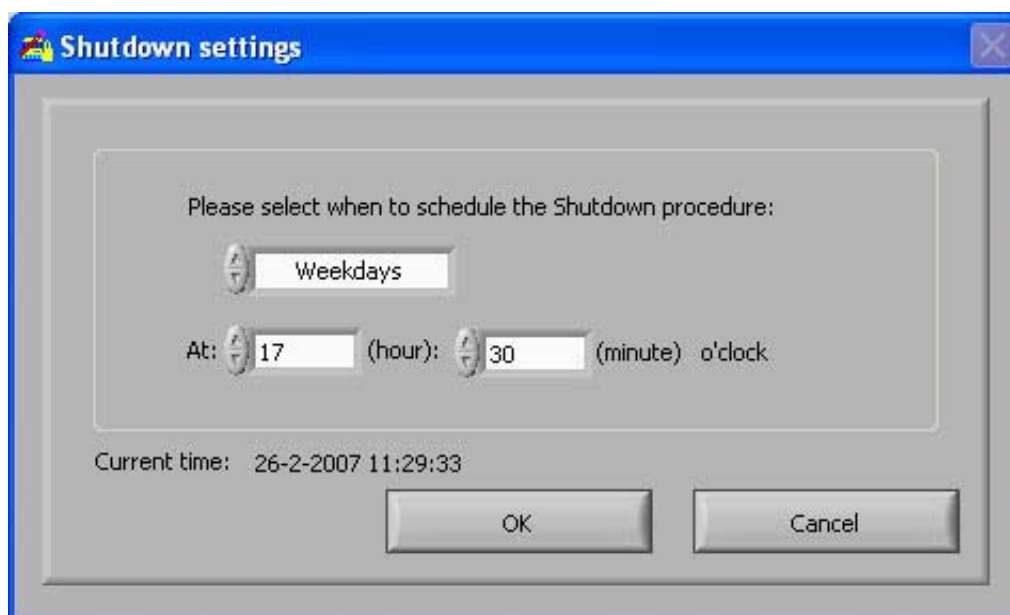 Shutdown settings
Please select when to schedule the Shutdown procedure:
Weekdays
At: 17 (hour): 30 (minute) o'clock
Current time: 26-2-2007 11:29:33
OK Cancel